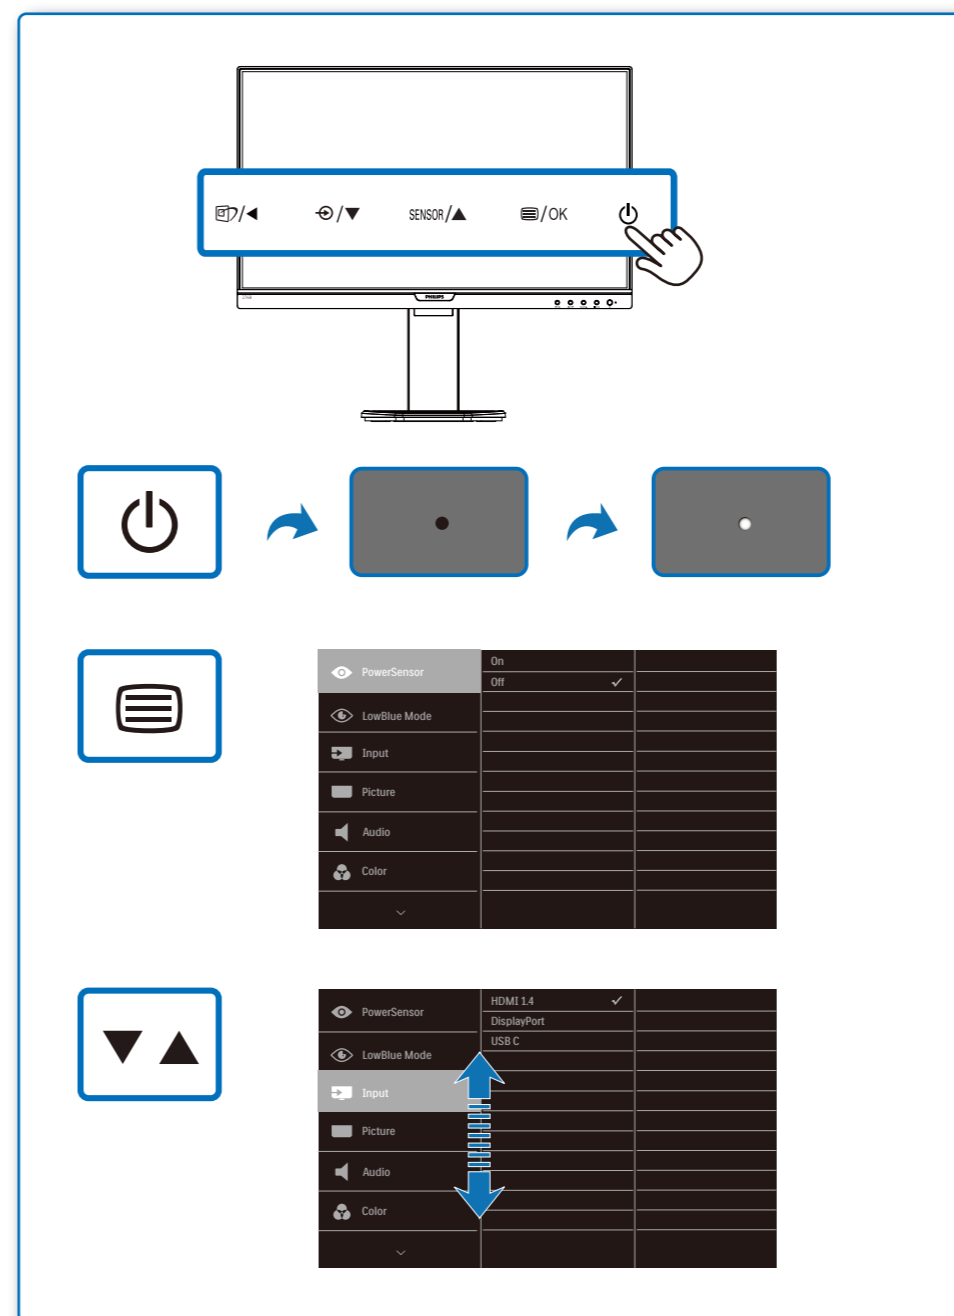 /◀ /▼ SENSOR/▲ /OK
PHILIPS
PowerSensor On
Off ✓
LowBlue Mode
Input
Picture
Audio
Color
PowerSensor HDMI 1.4 ✓
DisplayPort
LowBlue Mode USB C
Input
Picture
Audio
Color